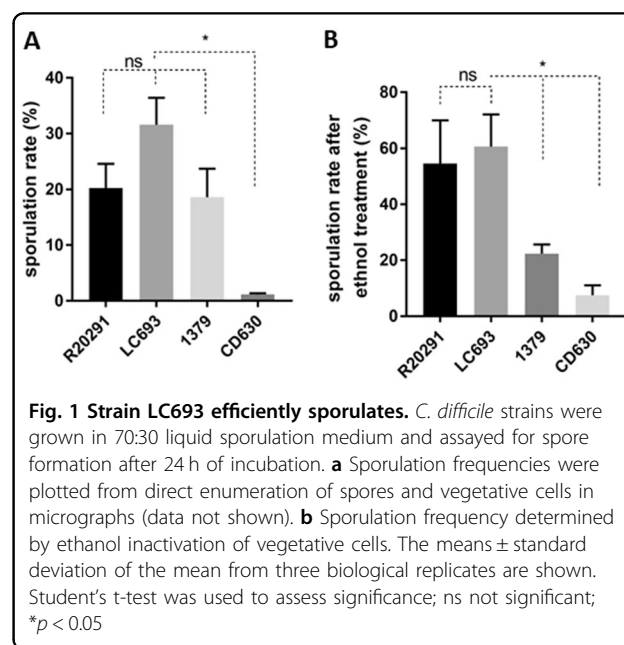 A
B
*
ns
*
ns
sporulation rate (%)
40
30
20
10
0
R20291
LC693
1379
CD630
sporulation rate after
ethnol treatment (%)
80
60
40
20
0
R20291
LC693
1379
CD630
Fig. 1 Strain LC693 efficiently sporulates. C. difficile strains were
grown in 70:30 liquid sporulation medium and assayed for spore
formation after 24 h of incubation. a Sporulation frequencies were
plotted from direct enumeration of spores and vegetative cells in
micrographs (data not shown). b Sporulation frequency determined
by ethanol inactivation of vegetative cells. The means ± standard
deviation of the mean from three biological replicates are shown.
Student's t-test was used to assess significance; ns not significant;
*p < 0.05